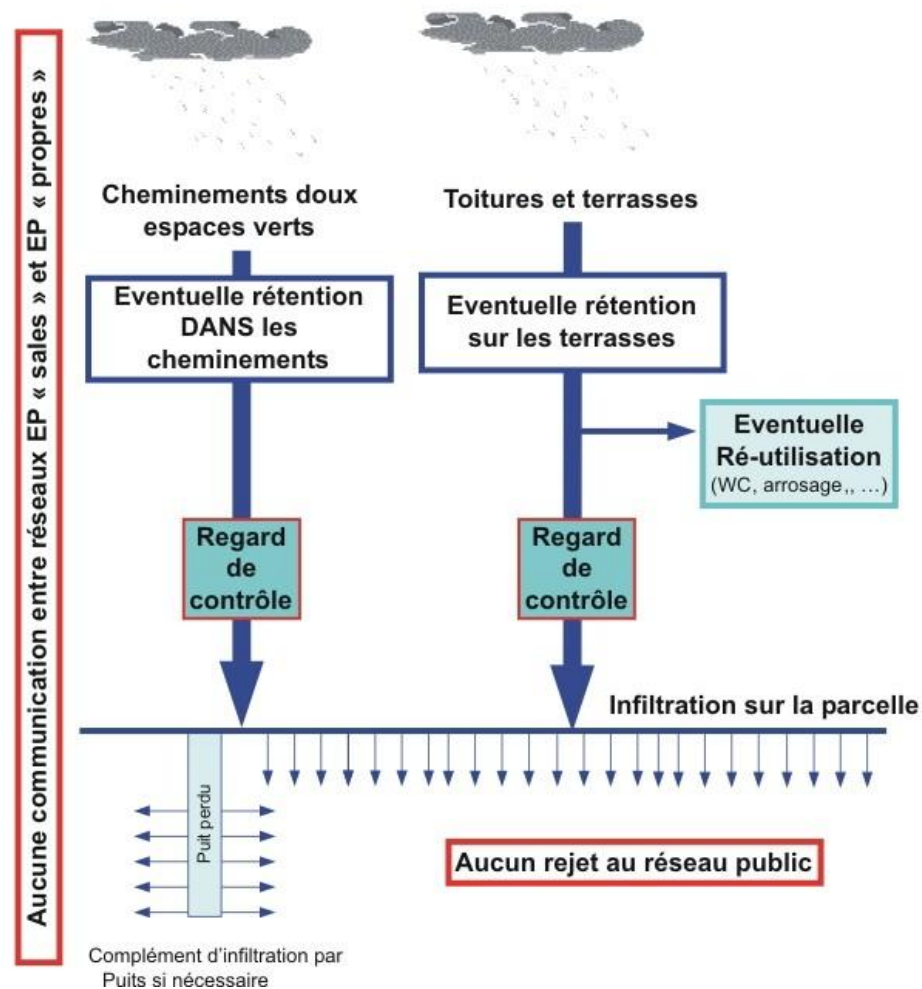 Aucune communication entre réseaux EP « sales » et EP « propres »
Cheminements doux
espaces verts
Toitures et terrasses
Eventuelle rétention
DANS les
cheminements
Eventuelle rétention
sur les terrasses
Eventuelle
Ré-utilisation
(WC, arrosage,, ...)
Regard
de
contrôle
Regard
de
contrôle
Infiltration sur la parcelle
Puit perdu
Aucun rejet au réseau public
Complément d'infiltration par
Puits si nécessaire